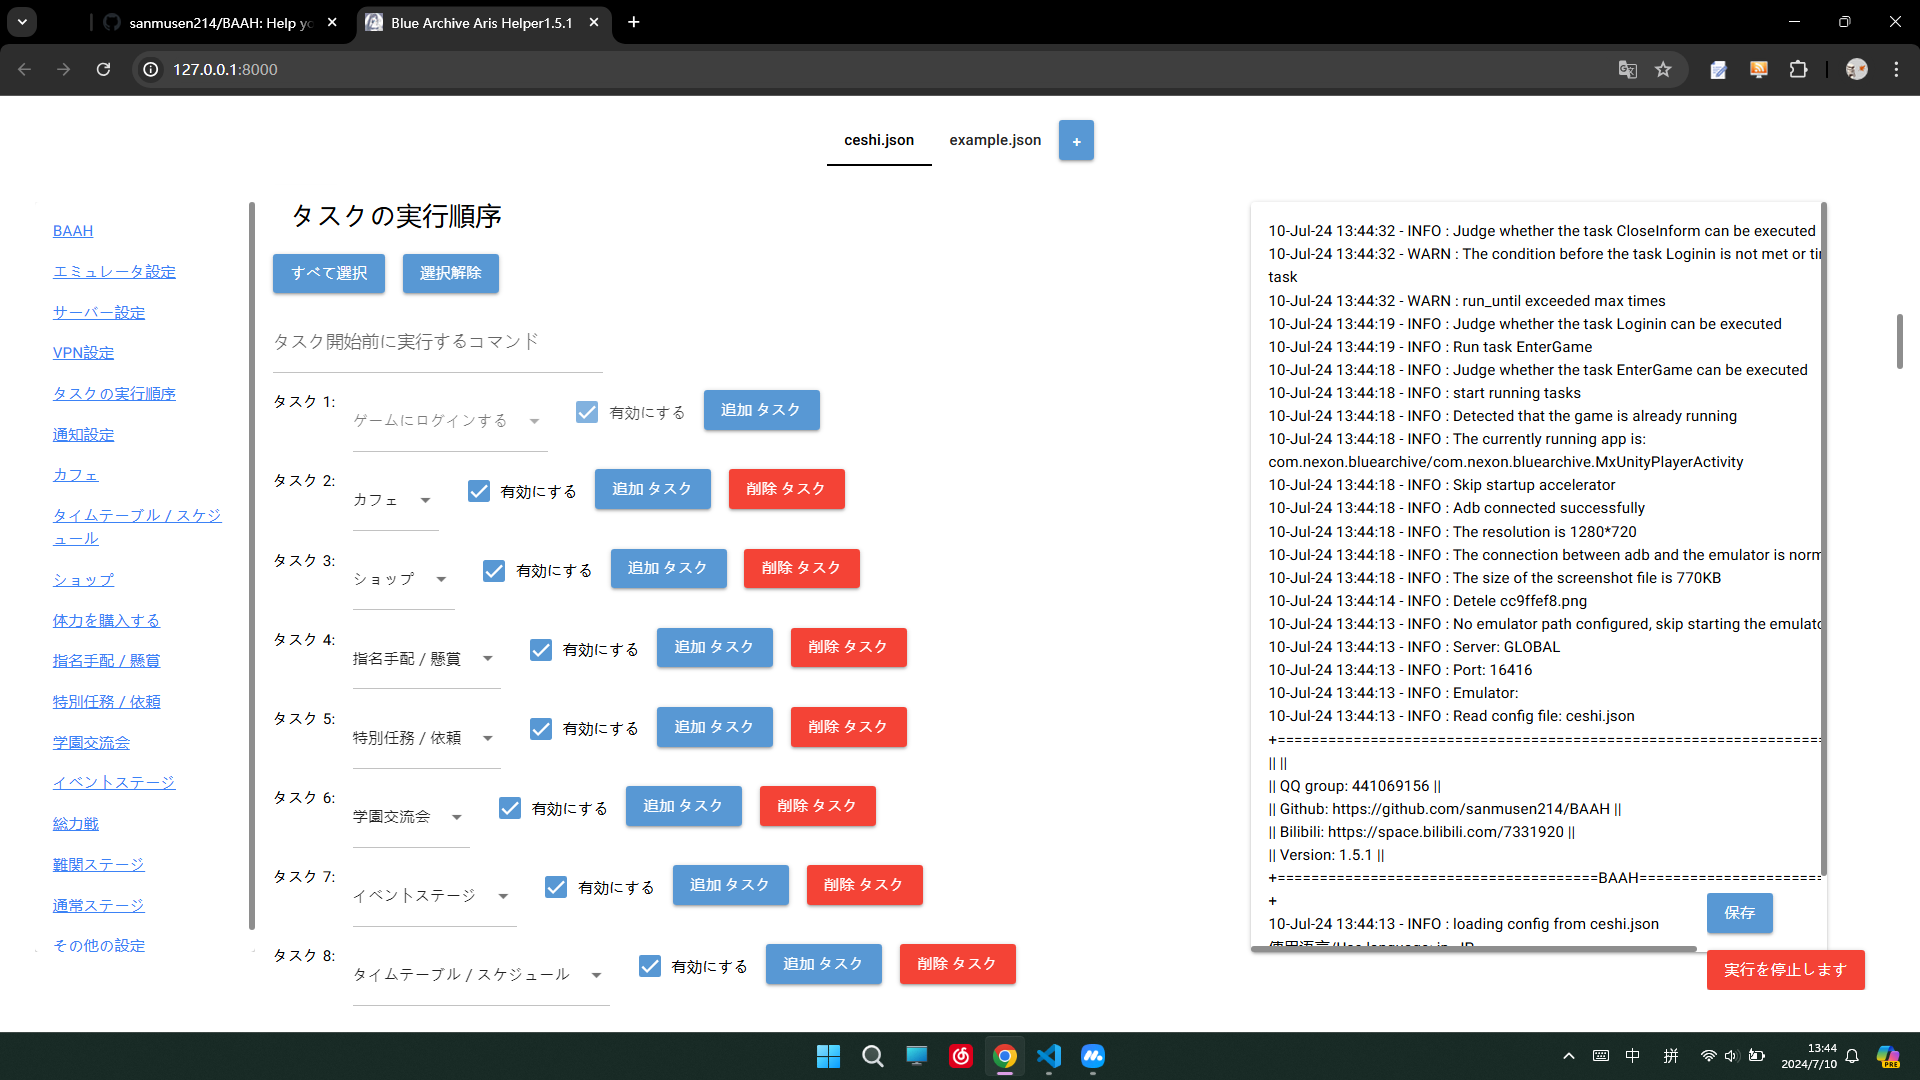 sanmusen214/BAAH: Help yo
Blue Archive Aris Helper1.5.1
127.0.0.1:8000
ceshi.json
example.json
+
BAAH
エミュレータ設定
サーバー設定
VPN設定
タスクの実行順序
通知設定
カフェ
タイムテーブル / スケジ
ュール
ショップ
体力を購入する
指名手配 / 懸賞
特別任務 / 依頼
学園交流会
イベントステージ
総力戦
難関ステージ
通常ステージ
その他の設定
タスクの実行順序
すべて選択
選択解除
タスク開始前に実行するコマンド
タスク 1: ゲームにログインする 有効にする 追加 タスク
タスク 2: カフェ 有効にする 追加 タスク 削除 タスク
タスク 3: ショップ 有効にする 追加 タスク 削除 タスク
タスク 4: 指名手配 / 懸賞 有効にする 追加 タスク 削除 タスク
タスク 5: 特別任務 / 依頼 有効にする 追加 タスク 削除 タスク
タスク 6: 学園交流会 有効にする 追加 タスク 削除 タスク
タスク 7: イベントステージ 有効にする 追加 タスク 削除 タスク
タスク 8: タイムテーブル / スケジュール 有効にする 追加 タスク 削除 タスク
10-Jul-24 13:44:32 - INFO : Judge whether the task CloseInform can be executed
10-Jul-24 13:44:32 - WARN : The condition before the task Loginin is not met or ti
task
10-Jul-24 13:44:32 - WARN : run_until exceeded max times
10-Jul-24 13:44:19 - INFO : Judge whether the task Loginin can be executed
10-Jul-24 13:44:19 - INFO : Run task EnterGame
10-Jul-24 13:44:18 - INFO : Judge whether the task EnterGame can be executed
10-Jul-24 13:44:18 - INFO : start running tasks
10-Jul-24 13:44:18 - INFO : Detected that the game is already running
10-Jul-24 13:44:18 - INFO : The currently running app is:
com.nexon.bluearchive/com.nexon.bluearchive.MxUnityPlayerActivity
10-Jul-24 13:44:18 - INFO : Skip startup accelerator
10-Jul-24 13:44:18 - INFO : Adb connected successfully
10-Jul-24 13:44:18 - INFO : The resolution is 1280*720
10-Jul-24 13:44:18 - INFO : The connection between adb and the emulator is norm
10-Jul-24 13:44:18 - INFO : The size of the screenshot file is 770KB
10-Jul-24 13:44:14 - INFO : Detele cc9ffef8.png
10-Jul-24 13:44:13 - INFO : No emulator path configured, skip starting the emulato
10-Jul-24 13:44:13 - INFO : Server: GLOBAL
10-Jul-24 13:44:13 - INFO : Port: 16416
10-Jul-24 13:44:13 - INFO : Emulator:
10-Jul-24 13:44:13 - INFO : Read config file: ceshi.json
+=================================================================
|| ||
|| QQ group: 441069156 ||
|| Github: https://github.com/sanmusen214/BAAH ||
|| Bilibili: https://space.bilibili.com/7331920 ||
|| Version: 1.5.1 ||
+======================================BAAH======================
+
10-Jul-24 13:44:13 - INFO : loading config from ceshi.json
使用语言/Use language: jp_JP
保存
実行を停止します
中
拼
13:44
2024/7/10
PRE